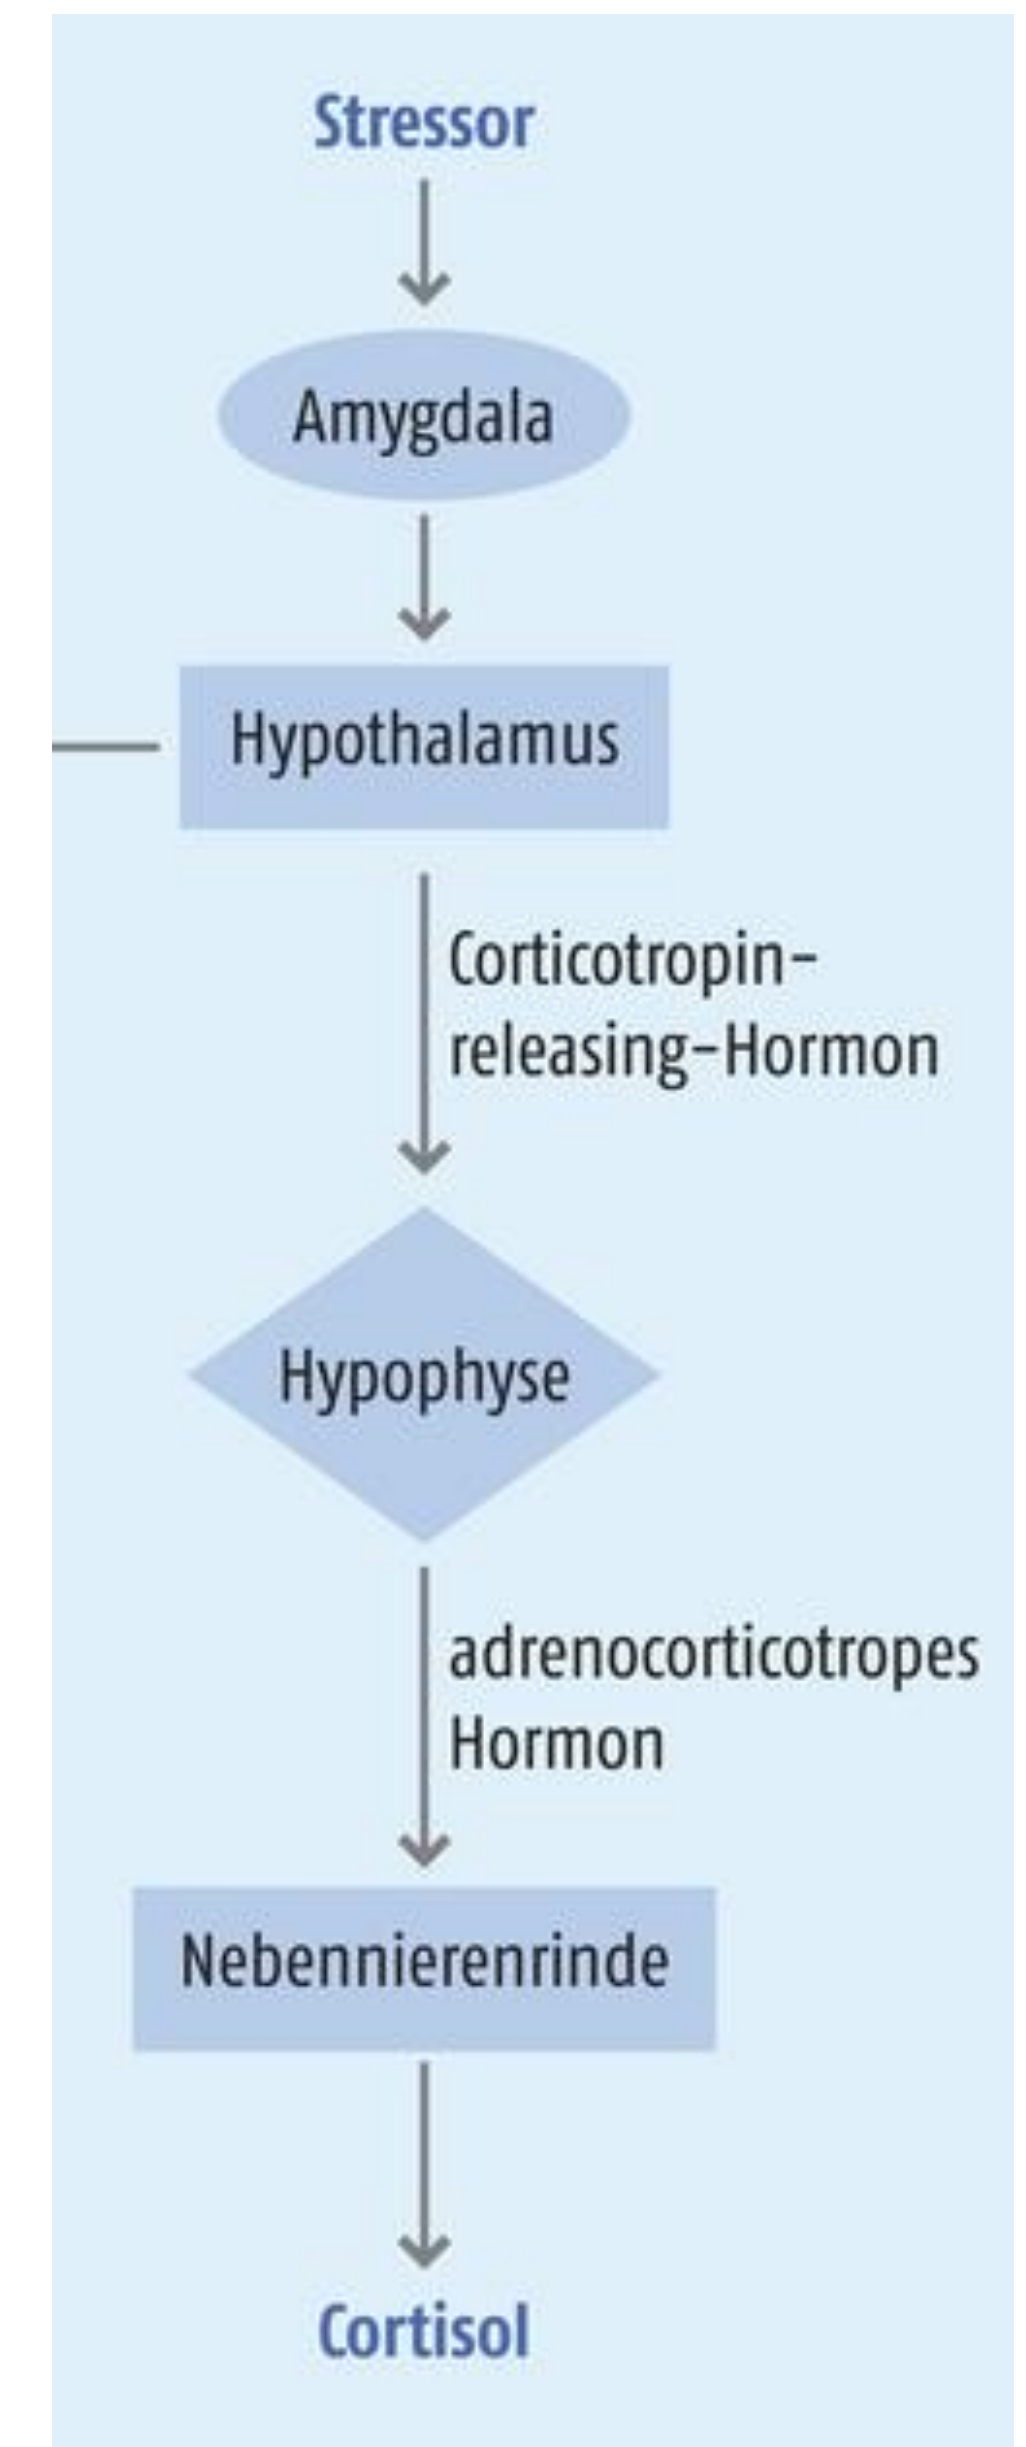 Stressor
Amygdala
Hypothalamus
Corticotropin-
releasing-Hormon
Hypophyse
adrenocorticotropes
Hormon
Nebennierenrinde
Cortisol